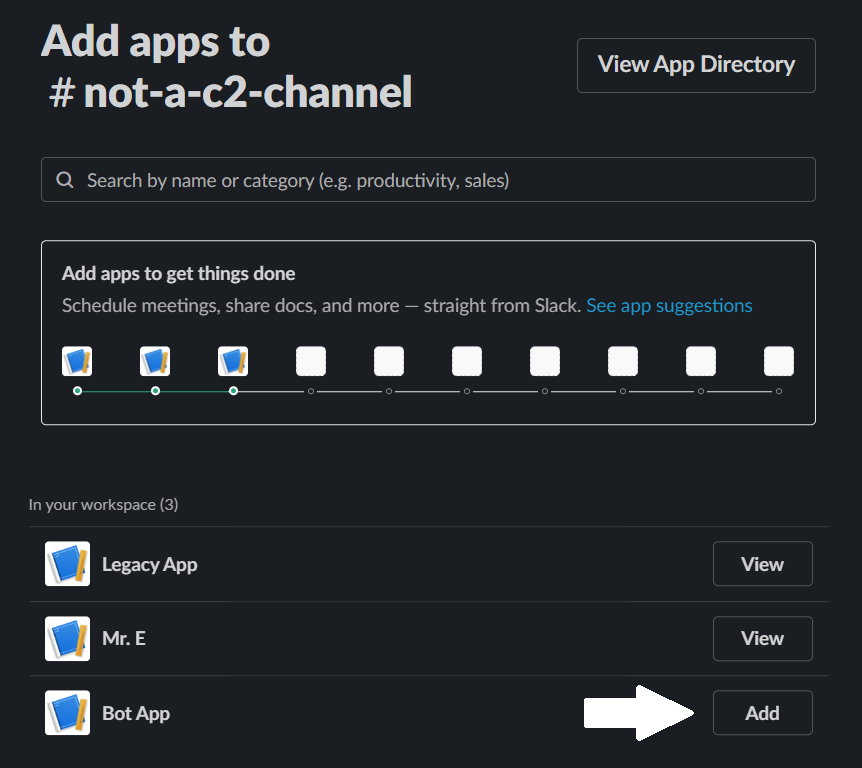 Add apps to
# not-a-c2-channel
View App Directory
Search by name or category (e.g. productivity, sales)
Add apps to get things done
Schedule meetings, share docs, and more — straight from Slack. See app suggestions
In your workspace (3)
Legacy App
View
Mr. E
View
Bot App
Add